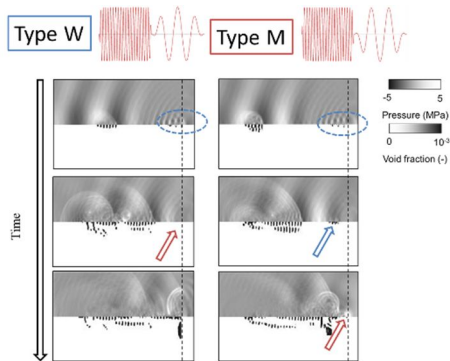 Type W
Type M
-5 5
Pressure (MPa)
0 10⁻³
Void fraction (-)
Time